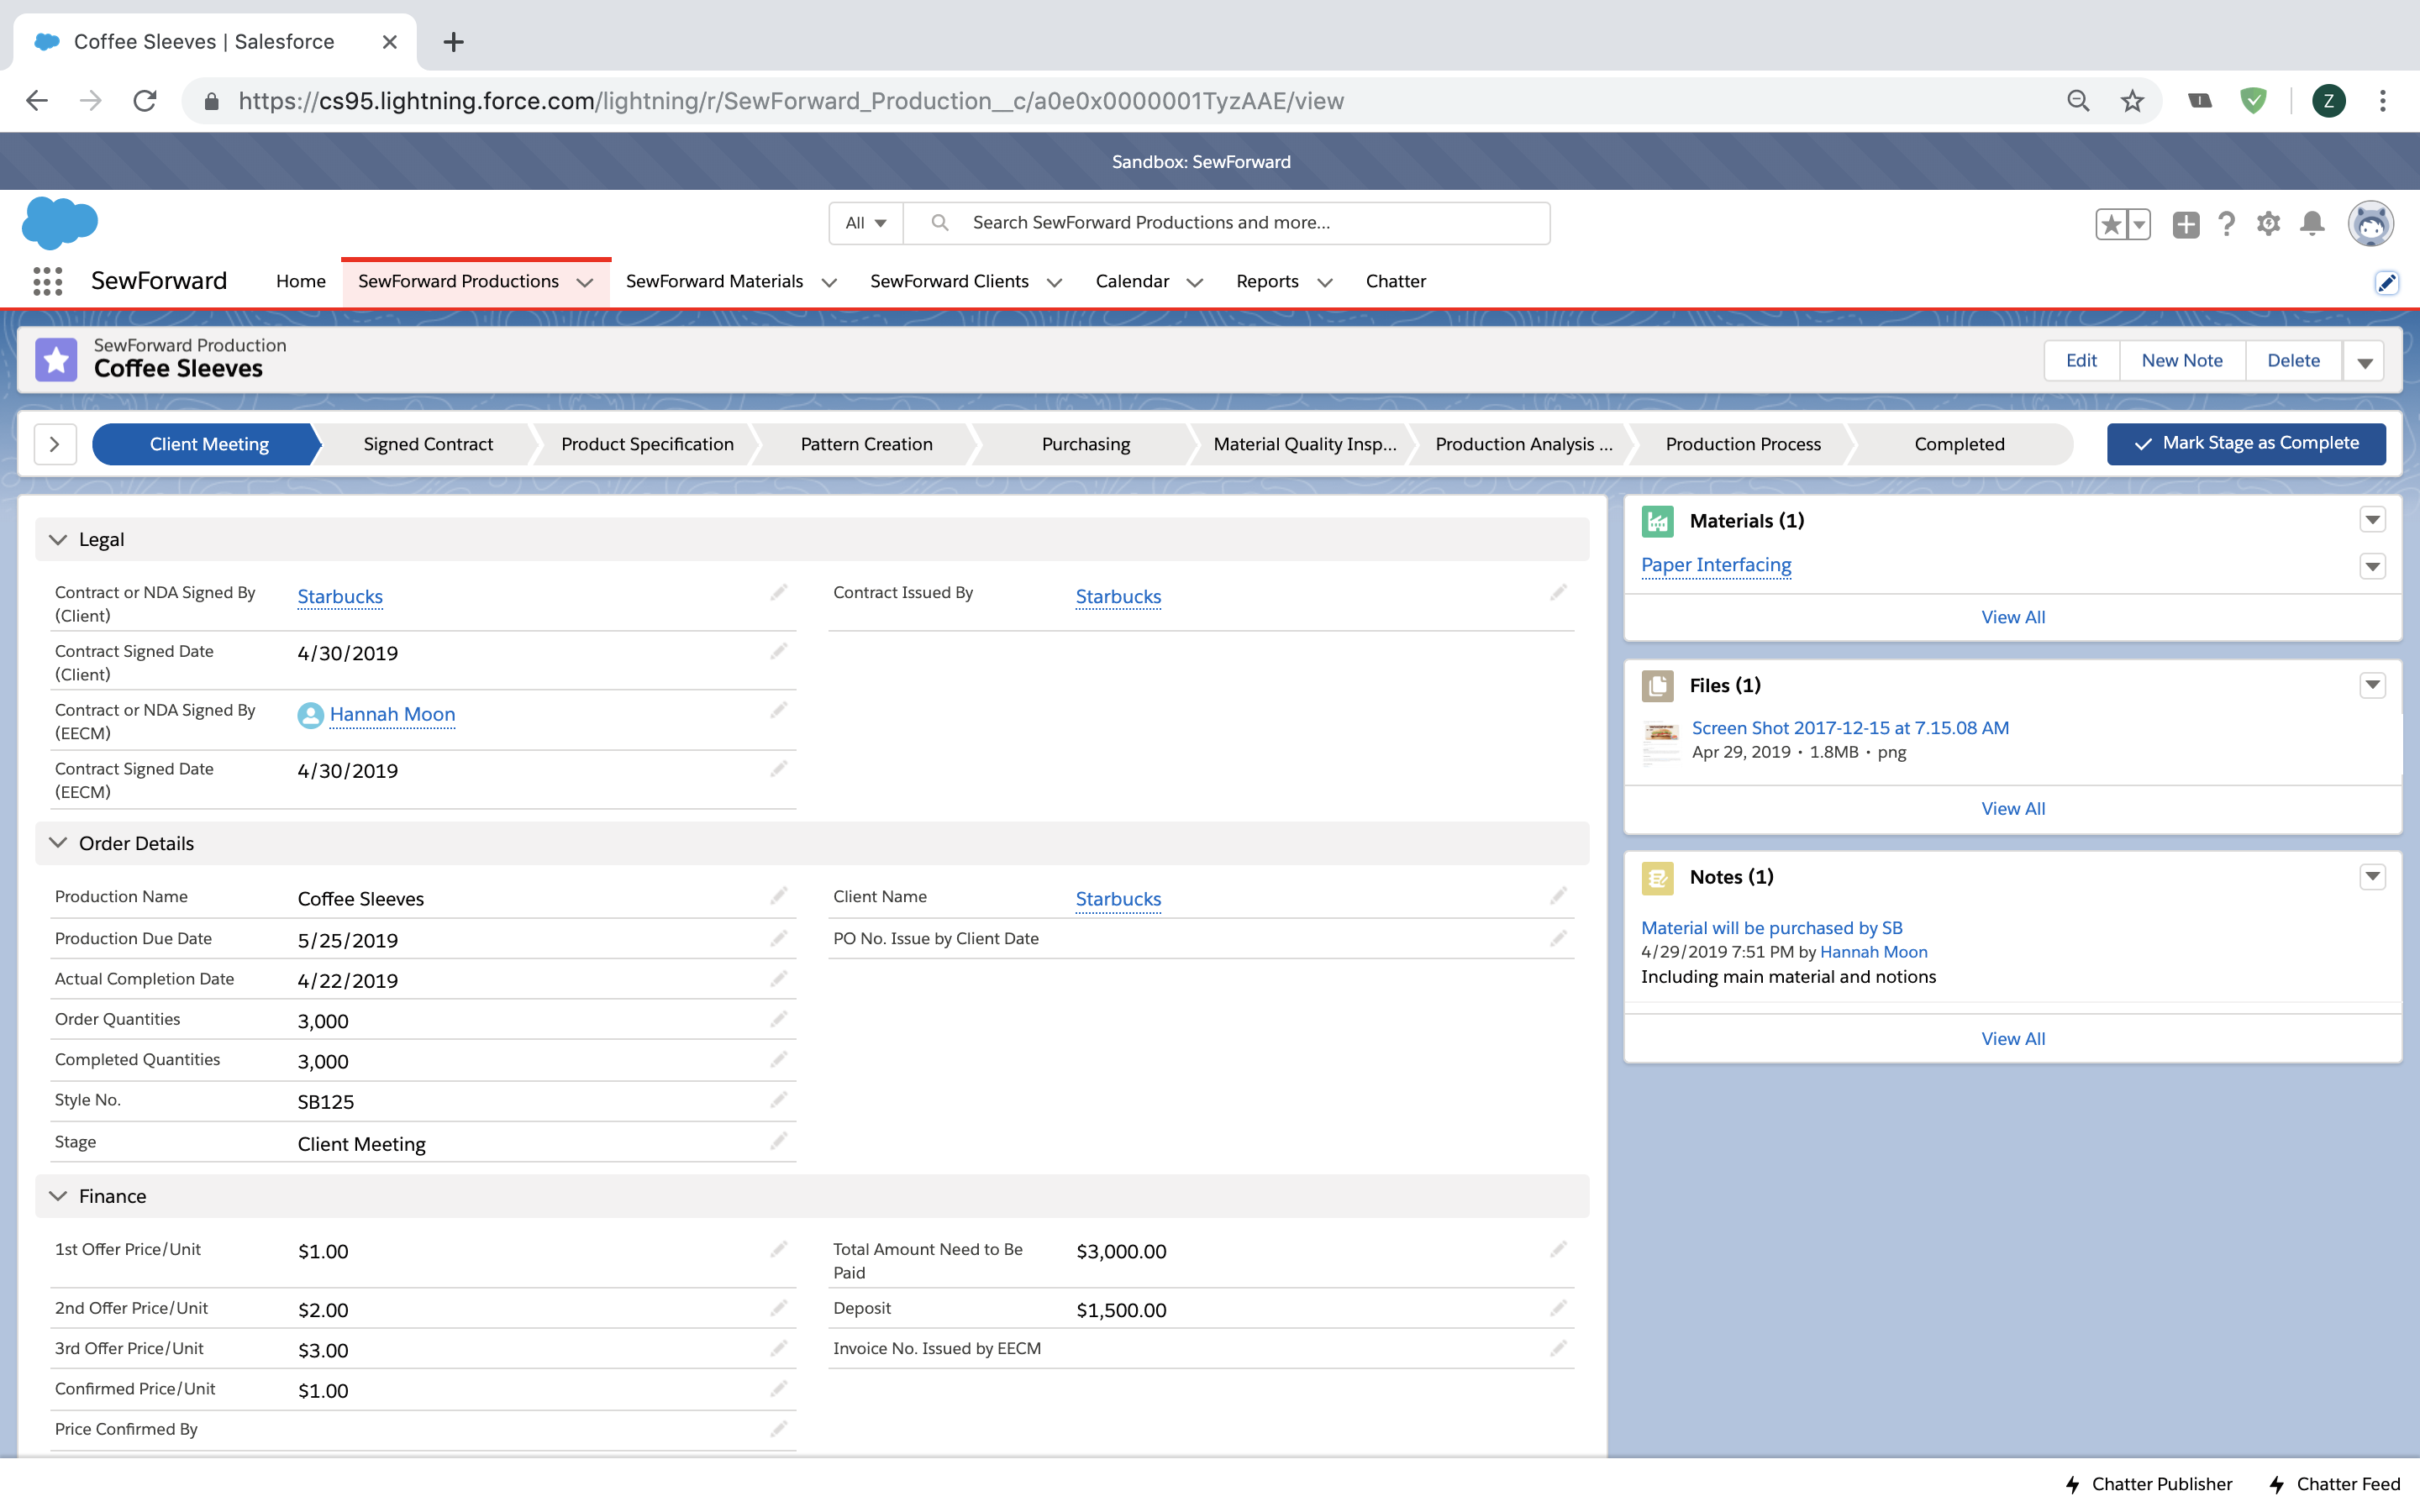 Coffee Sleeves | Salesforce
https://cs95.lightning.force.com/lightning/r/SewForward_Production__c/a0e0x0000001TyzAAE/view
Z
Sandbox: SewForward
All
Search SewForward Productions and more...
SewForward
Home
SewForward Productions
SewForward Materials
SewForward Clients
Calendar
Reports
Chatter
SewForward Production
Coffee Sleeves
Edit
New Note
Delete
Client Meeting
Signed Contract
Product Specification
Pattern Creation
Purchasing
Material Quality Insp...
Production Analysis ...
Production Process
Completed
Mark Stage as Complete
Legal
Contract or NDA Signed By
(Client)
Starbucks
Contract Issued By
Starbucks
Contract Signed Date
(Client)
4/30/2019
Contract or NDA Signed By
(EECM)
Hannah Moon
Contract Signed Date
(EECM)
4/30/2019
Order Details
Production Name
Coffee Sleeves
Client Name
Starbucks
Production Due Date
5/25/2019
PO No. Issue by Client Date
Actual Completion Date
4/22/2019
Order Quantities
3,000
Completed Quantities
3,000
Style No.
SB125
Stage
Client Meeting
Finance
1st Offer Price/Unit
$1.00
Total Amount Need to Be
Paid
$3,000.00
2nd Offer Price/Unit
$2.00
Deposit
$1,500.00
3rd Offer Price/Unit
$3.00
Invoice No. Issued by EECM
Confirmed Price/Unit
$1.00
Price Confirmed By
Materials (1)
Paper Interfacing
View All
Files (1)
Screen Shot 2017-12-15 at 7.15.08 AM
Apr 29, 2019 • 1.8MB • png
View All
Notes (1)
Material will be purchased by SB
4/29/2019 7:51 PM by Hannah Moon
Including main material and notions
View All
Chatter Publisher
Chatter Feed